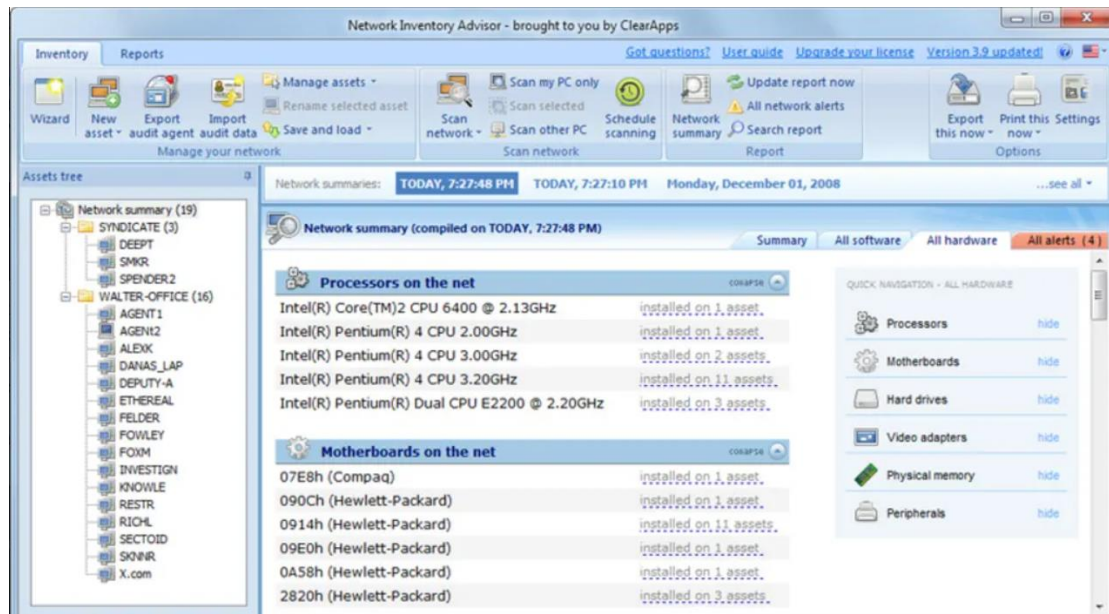 Network Inventory Advisor - brought to you by ClearApps
Inventory Reports Got questions? User guide Upgrade your license Version 3.9 updated!
Wizard
New asset
Export audit agent
Import audit data
Manage assets
Rename selected asset
Save and load
Manage your network
Scan network
Scan my PC only
Scan selected
Scan other PC
Schedule scanning
Scan network
Network summary
Update report now
All network alerts
Search report
Report
Export this now
Print this now
Settings
Options
Assets tree
Network summary (19)
SYNDICATE (3)
DEEPT
SMKR
SPENDER2
WALTER-OFFICE (16)
AGENT1
AGENt2
ALEXK
DANAS_LAP
DEPUTY-A
ETHEREAL
FELDER
FOWLEY
FOXM
INVESTIGN
KNOWLE
RESTR
RICHL
SECTOID
SKNNR
X.com
Network summaries: TODAY, 7:27:48 PM TODAY, 7:27:10 PM Monday, December 01, 2008 ...see all
Network summary (compiled on TODAY, 7:27:48 PM)
Summary All software All hardware All alerts (4)
Processors on the net collapse
Intel(R) Core(TM)2 CPU 6400 @ 2.13GHz installed on 1 asset
Intel(R) Pentium(R) 4 CPU 2.00GHz installed on 1 asset
Intel(R) Pentium(R) 4 CPU 3.00GHz installed on 2 assets
Intel(R) Pentium(R) 4 CPU 3.20GHz installed on 11 assets
Intel(R) Pentium(R) Dual CPU E2200 @ 2.20GHz installed on 3 assets
Motherboards on the net collapse
07E8h (Compaq) installed on 1 asset
090Ch (Hewlett-Packard) installed on 1 asset
0914h (Hewlett-Packard) installed on 11 assets
09E0h (Hewlett-Packard) installed on 1 asset
0A58h (Hewlett-Packard) installed on 1 asset
2820h (Hewlett-Packard) installed on 3 assets
QUICK NAVIGATION - ALL HARDWARE
Processors hide
Motherboards hide
Hard drives hide
Video adapters hide
Physical memory hide
Peripherals hide